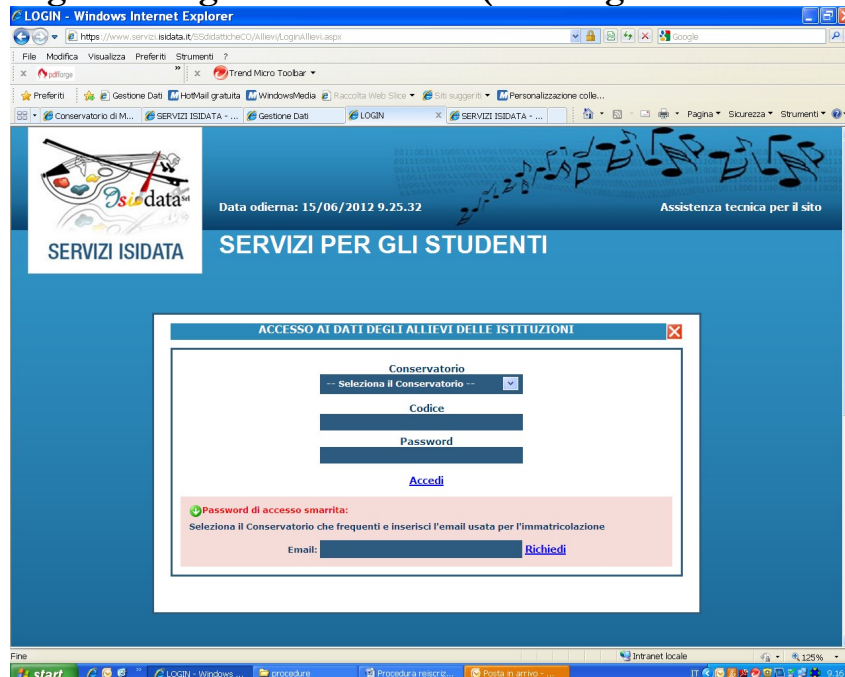 LOGIN - Windows Internet Explorer
https://www.servizi.isidata.it/SSdidatticheCO/Allievi/LoginAllievi.aspx
Google
File Modifica Visualizza Preferiti Strumenti ?
x pdfforge » x Trend Micro Toolbar
Preferiti Gestione Dati HotMail gratuita WindowsMedia Raccolta Web Slice Siti suggeriti Personalizzazione colle...
Conservatorio di M... SERVIZI ISIDATA - ... Gestione Dati LOGIN x SERVIZI ISIDATA - ... Pagina Sicurezza Strumenti
Isidata Srl
SERVIZI ISIDATA
Data odierna: 15/06/2012 9.25.32
Assistenza tecnica per il sito
SERVIZI PER GLI STUDENTI
ACCESSO AI DATI DEGLI ALLIEVI DELLE ISTITUZIONI
Conservatorio
-- Seleziona il Conservatorio --
Codice
Password
Accedi
Password di accesso smarrita:
Seleziona il Conservatorio che frequenti e inserisci l'email usata per l'immatricolazione
Email: Richiedi
Fine Intranet locale 125%
start » LOGIN - Windows ... procedure Procedura reiscriz... Posta in arrivo - ... IT 9.16